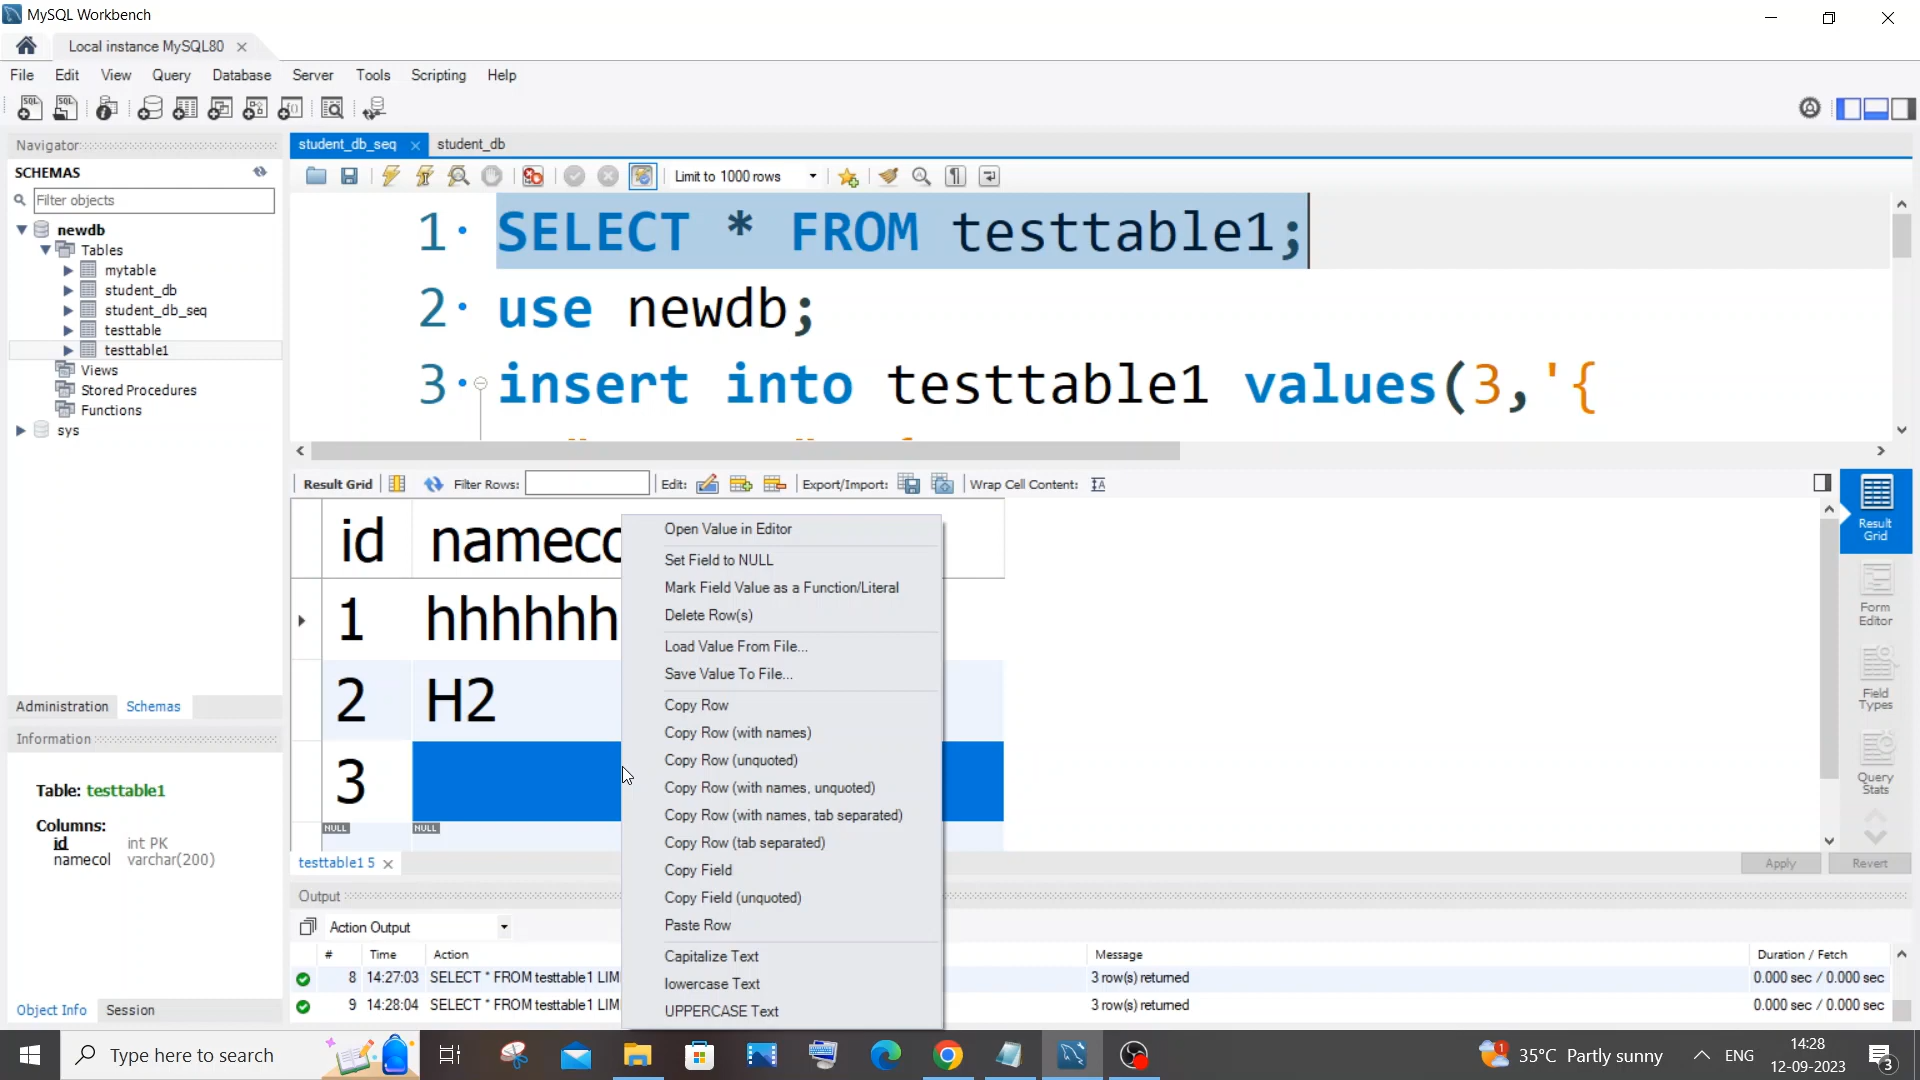 MySQL Workbench
Local instance MySQL80
File Edit View Query Database Server Tools Scripting Help
Navigator
SCHEMAS
Filter objects
newdb
Tables
mytable
student_db
student_db_seq
testtable
testtable1
Views
Stored Procedures
Functions
sys
Administration Schemas
Information
Table: testtable1
Columns:
id int PK
namecol varchar(200)
Object Info Session
student_db_seq student_db
Limit to 1000 rows
1 SELECT * FROM testtable1;
2 use newdb;
3 insert into testtable1 values(3,'{
Result Grid Filter Rows: Edit: Export/Import: Wrap Cell Content:
id nameco
1 hhhhhh
2 H2
3
NULL NULL
Open Value in Editor
Set Field to NULL
Mark Field Value as a Function/Literal
Delete Row(s)
Load Value From File...
Save Value To File...
Copy Row
Copy Row (with names)
Copy Row (unquoted)
Copy Row (with names, unquoted)
Copy Row (with names, tab separated)
Copy Row (tab separated)
Copy Field
Copy Field (unquoted)
Paste Row
Capitalize Text
lowercase Text
UPPERCASE Text
Result Grid
Form Editor
Field Types
Query Stats
testtable1 5
Apply Revert
Output
Action Output
# Time Action Message Duration / Fetch
8 14:27:03 SELECT * FROM testtable1 LIM 3 row(s) returned 0.000 sec / 0.000 sec
9 14:28:04 SELECT * FROM testtable1 LIM 3 row(s) returned 0.000 sec / 0.000 sec
Type here to search
1 35°C Partly sunny ENG 14:28
12-09-2023 3